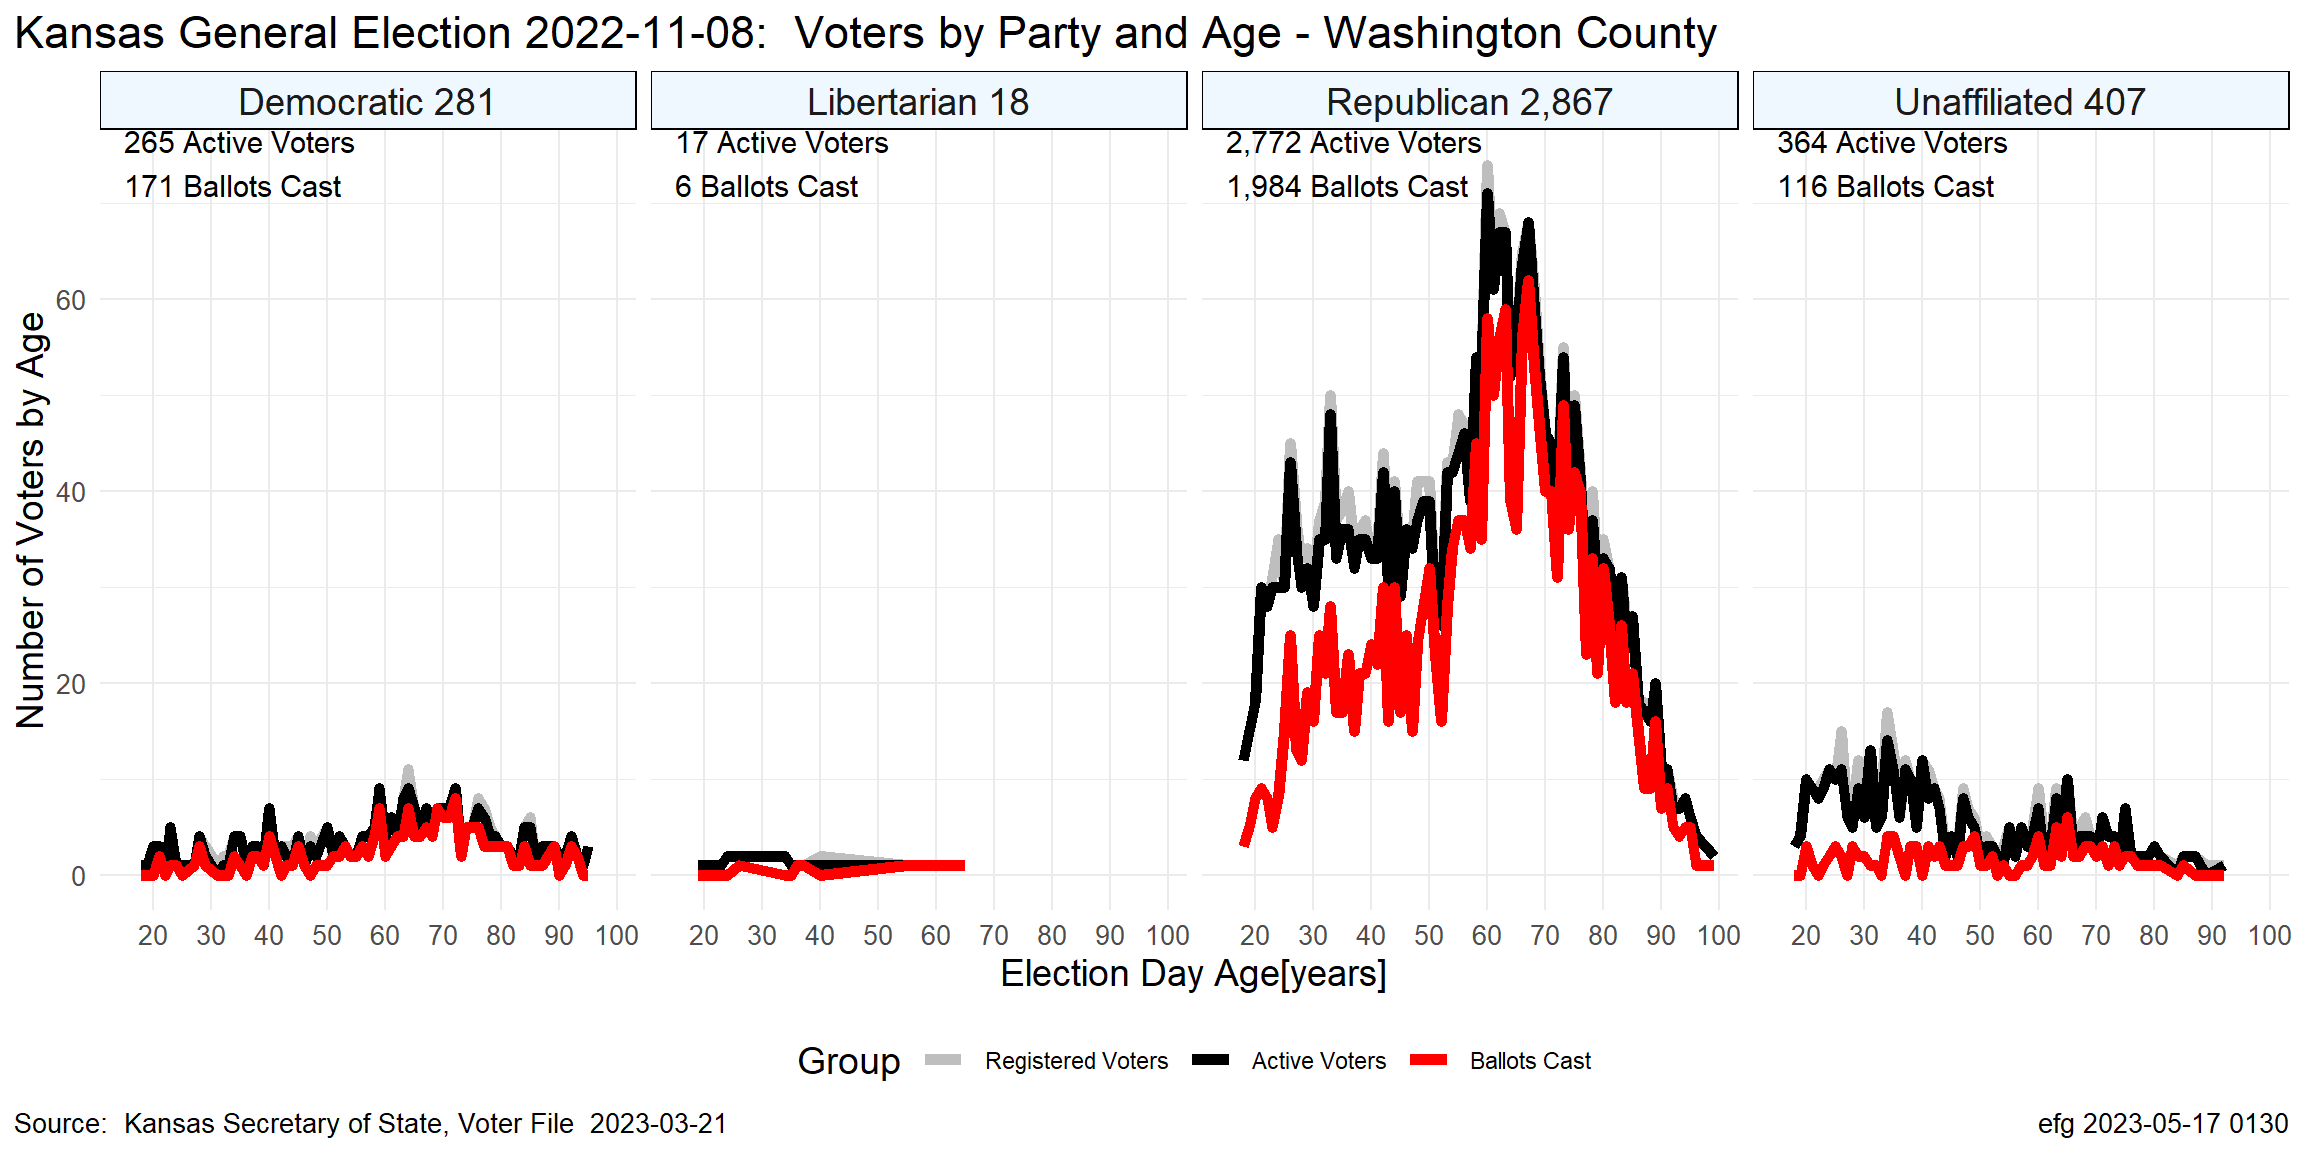 Kansas General Election 2022-11-08:  Voters by Party and Age - Washington County
Democratic 281
Libertarian 18
Republican 2,867
Unaffiliated 407
265 Active Voters
171 Ballots Cast
17 Active Voters
6 Ballots Cast
2,772 Active Voters
1,984 Ballots Cast
364 Active Voters
116 Ballots Cast
Number of Voters by Age
60
40
20
0
20 30 40 50 60 70 80 90 100
20 30 40 50 60 70 80 90 100
20 30 40 50 60 70 80 90 100
20 30 40 50 60 70 80 90 100
Election Day Age[years]
Group Registered Voters Active Voters Ballots Cast
Source:  Kansas Secretary of State, Voter File  2023-03-21
efg 2023-05-17 0130